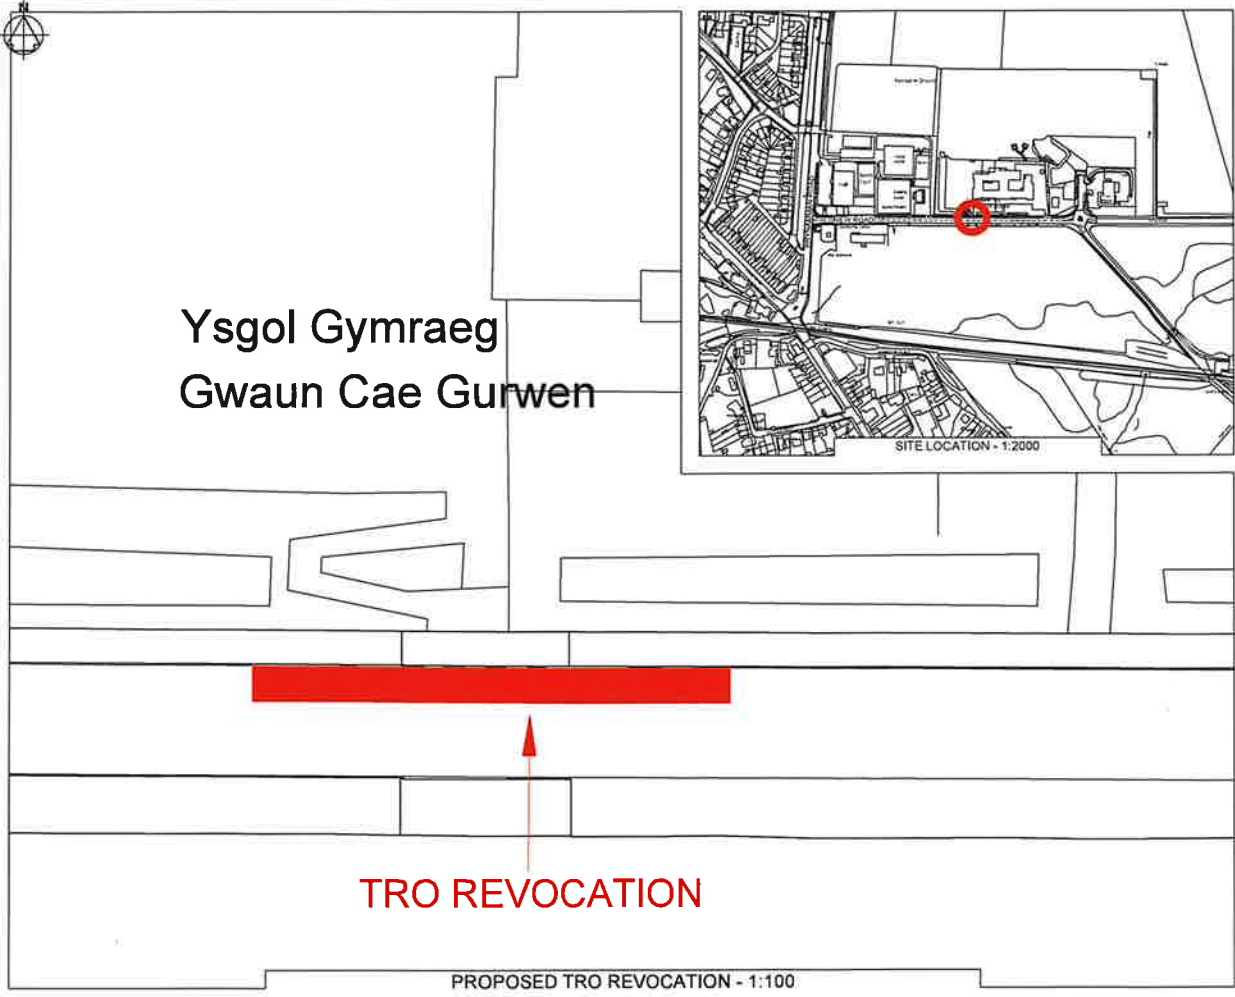 N
SITE LOCATION - 1:2000
Ysgol Gymraeg
Gwaun Cae Gurwen
TRO REVOCATION
PROPOSED TRO REVOCATION - 1:100